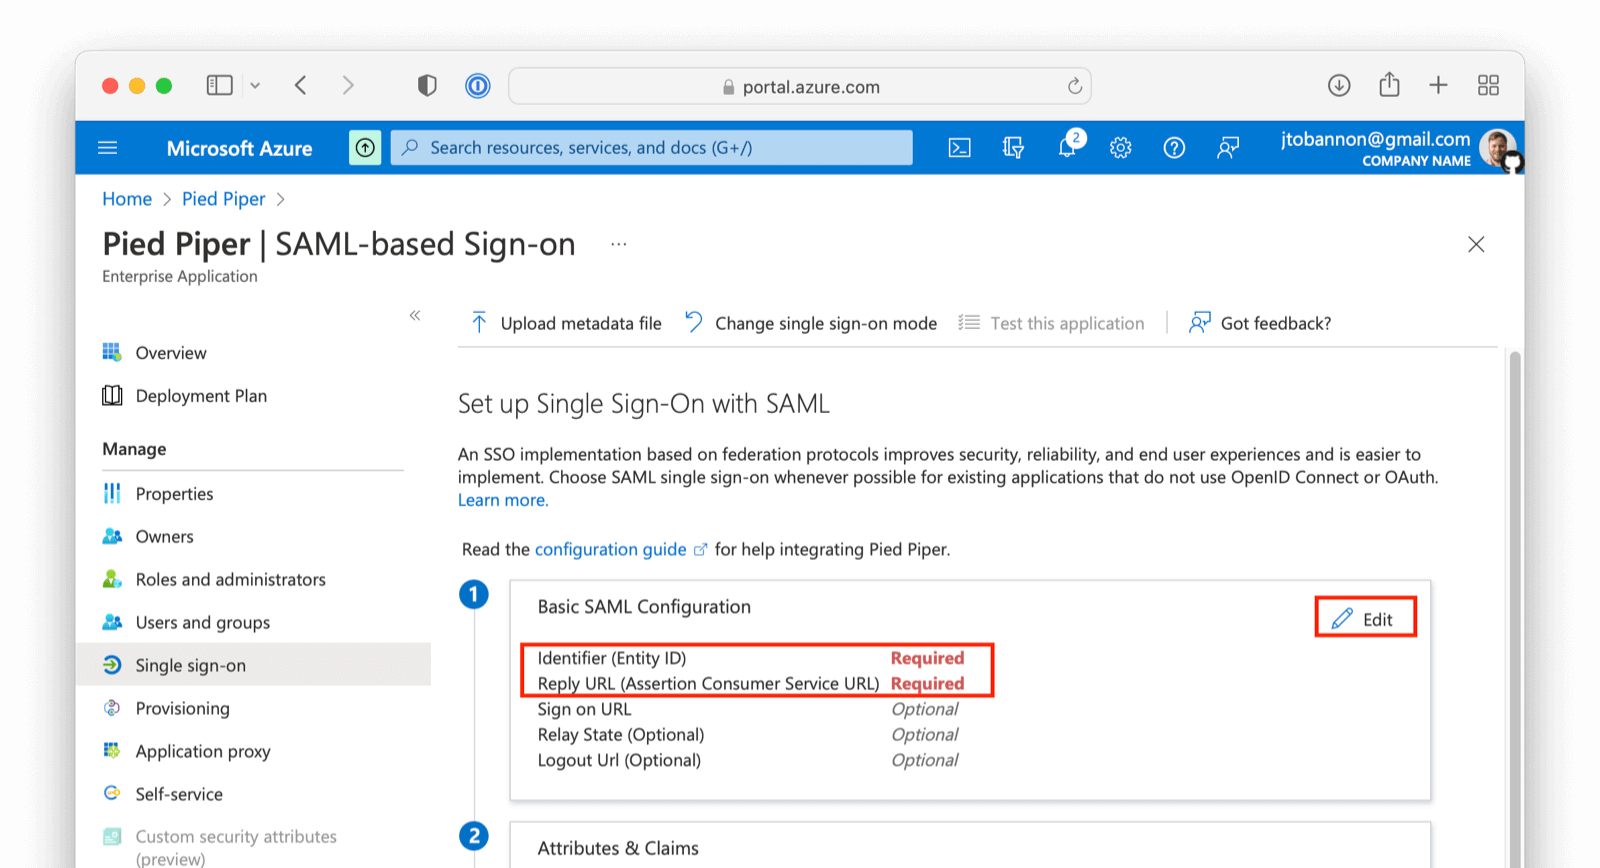 portal.azure.com
Microsoft Azure
Search resources, services, and docs (G+/)
2
jtobannon@gmail.com
COMPANY NAME
Home > Pied Piper >
Pied Piper | SAML-based Sign-on ...
Enterprise Application
«
Upload metadata file
Change single sign-on mode
Test this application
Got feedback?
Overview
Deployment Plan
Manage
Properties
Owners
Roles and administrators
Users and groups
Single sign-on
Provisioning
Application proxy
Self-service
Custom security attributes
(preview)
Set up Single Sign-On with SAML
An SSO implementation based on federation protocols improves security, reliability, and end user experiences and is easier to
implement. Choose SAML single sign-on whenever possible for existing applications that do not use OpenID Connect or OAuth.
Learn more.
Read the configuration guide for help integrating Pied Piper.
1
Basic SAML Configuration
Edit
Identifier (Entity ID) Required
Reply URL (Assertion Consumer Service URL) Required
Sign on URL Optional
Relay State (Optional) Optional
Logout Url (Optional) Optional
2
Attributes & Claims